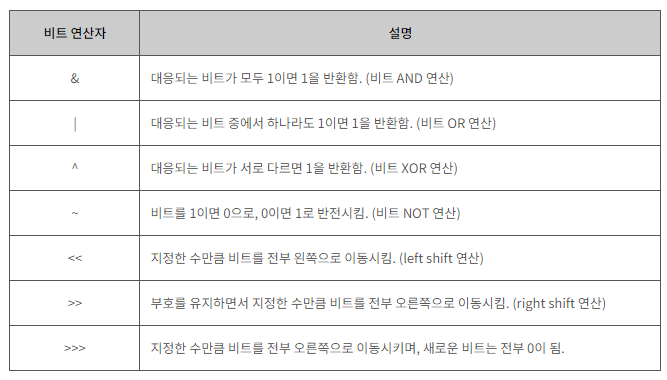 비트 연산자 설명
& 대응되는 비트가 모두 1이면 1을 반환함. (비트 AND 연산)
| 대응되는 비트 중에서 하나라도 1이면 1을 반환함. (비트 OR 연산)
^ 대응되는 비트가 서로 다르면 1을 반환함. (비트 XOR 연산)
~ 비트를 1이면 0으로, 0이면 1로 반전시킴. (비트 NOT 연산)
<< 지정한 수만큼 비트를 전부 왼쪽으로 이동시킴. (left shift 연산)
>> 부호를 유지하면서 지정한 수만큼 비트를 전부 오른쪽으로 이동시킴. (right shift 연산)
>>> 지정한 수만큼 비트를 전부 오른쪽으로 이동시키며, 새로운 비트는 전부 0이 됨.